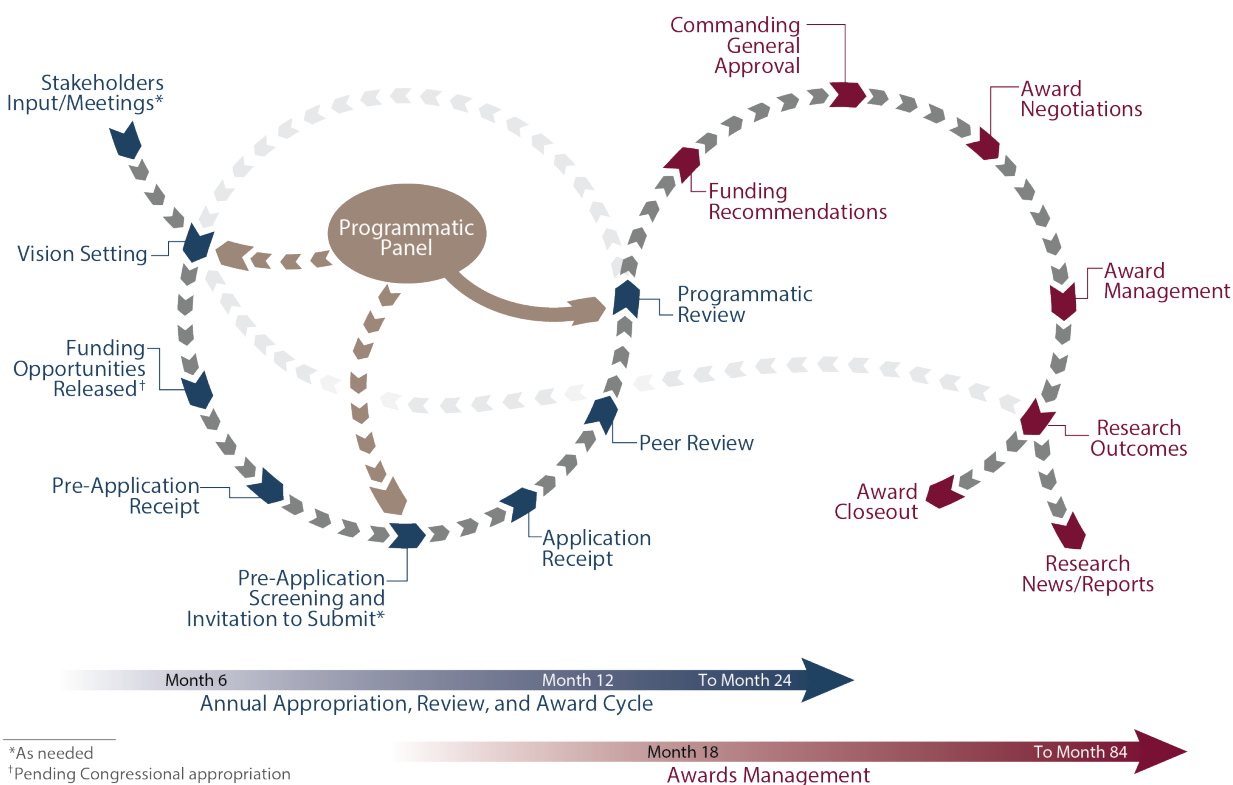 Commanding
General
Approval
Stakeholders
Input/Meetings*
Award
Negotiations
Funding
Recommendations
Programmatic
Panel
Vision Setting
Award
Management
Programmatic
Review
Funding
Opportunities
Released†
Peer Review
Research
Outcomes
Pre-Application
Receipt
Award
Closeout
Application
Receipt
Research
News/Reports
Pre-Application
Screening and
Invitation to Submit*
Month 6 Month 12 To Month 24
Annual Appropriation, Review, and Award Cycle
Month 18 To Month 84
Awards Management
*As needed
†Pending Congressional appropriation